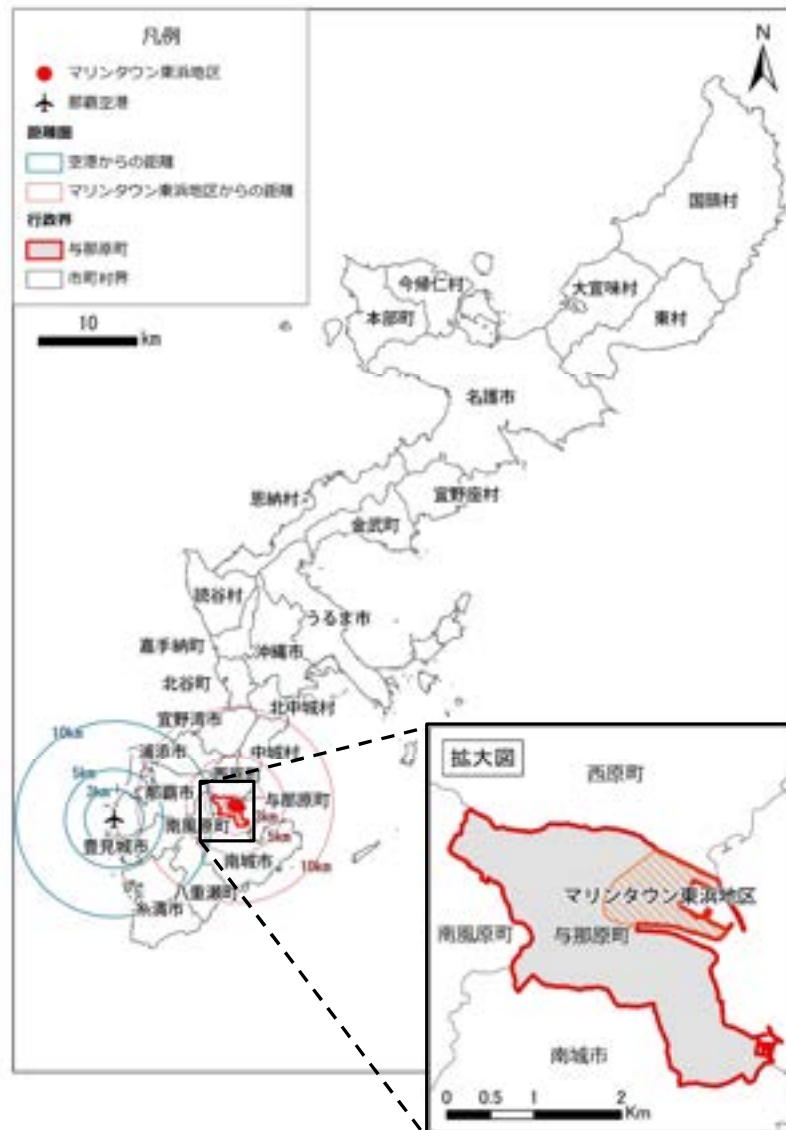 凡例
マリンタウン東浜地区
那覇空港
距離圏
空港からの距離
マリンタウン東浜地区からの距離
行政界
与那原町
市町村界
N
10
km
国頭村
今帰仁村
大宜味村
本部町
東村
名護市
恩納村
宜野座村
金武町
読谷村
うるま市
嘉手納町
沖縄市
北谷町
北中城村
宜野湾市
10km
浦添市
中城村
5km
西原町
3km
那覇市
与那原町
3km
南風原町
5km
豊見城市
南城市
10km
八重瀬町
糸満市
拡大図
西原町
マリンタウン東浜地区
南風原町
与那原町
南城市
0 0.5 1 2
Km